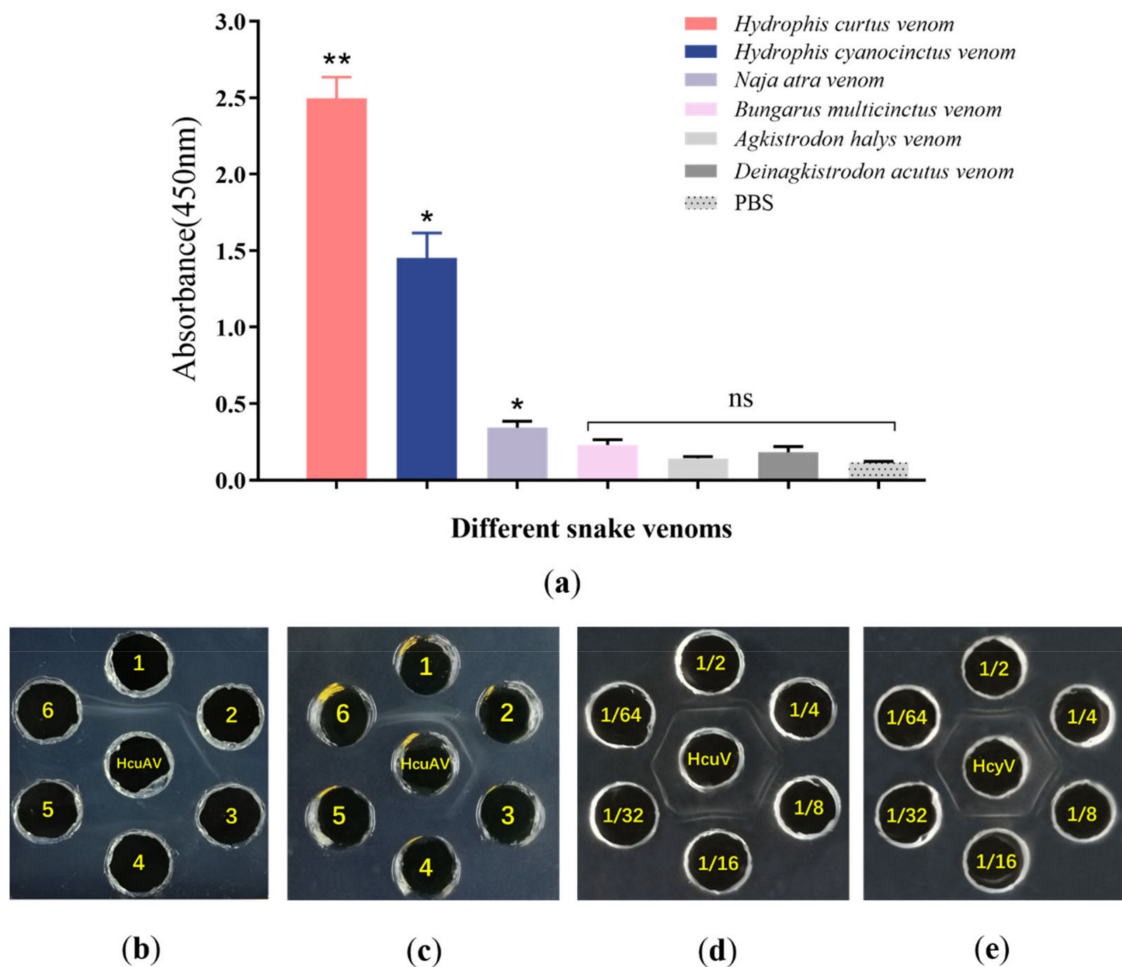 3.0
2.5
2.0
1.5
1.0
0.5
0.0
Absorbance(450nm)
**
*
*
ns
Hydrophis curtus venom
Hydrophis cyanocinctus venom
Naja atra venom
Bungarus multicinctus venom
Agkistrodon halys venom
Deinagkistrodon acutus venom
PBS
Different snake venoms
(a)
1
6
2
HcuAV
5
3
4
(b)
1
6
2
HcuAV
5
3
4
(c)
1/2
1/64
1/4
HcuV
1/32
1/8
1/16
(d)
1/2
1/64
1/4
HcyV
1/32
1/8
1/16
(e)